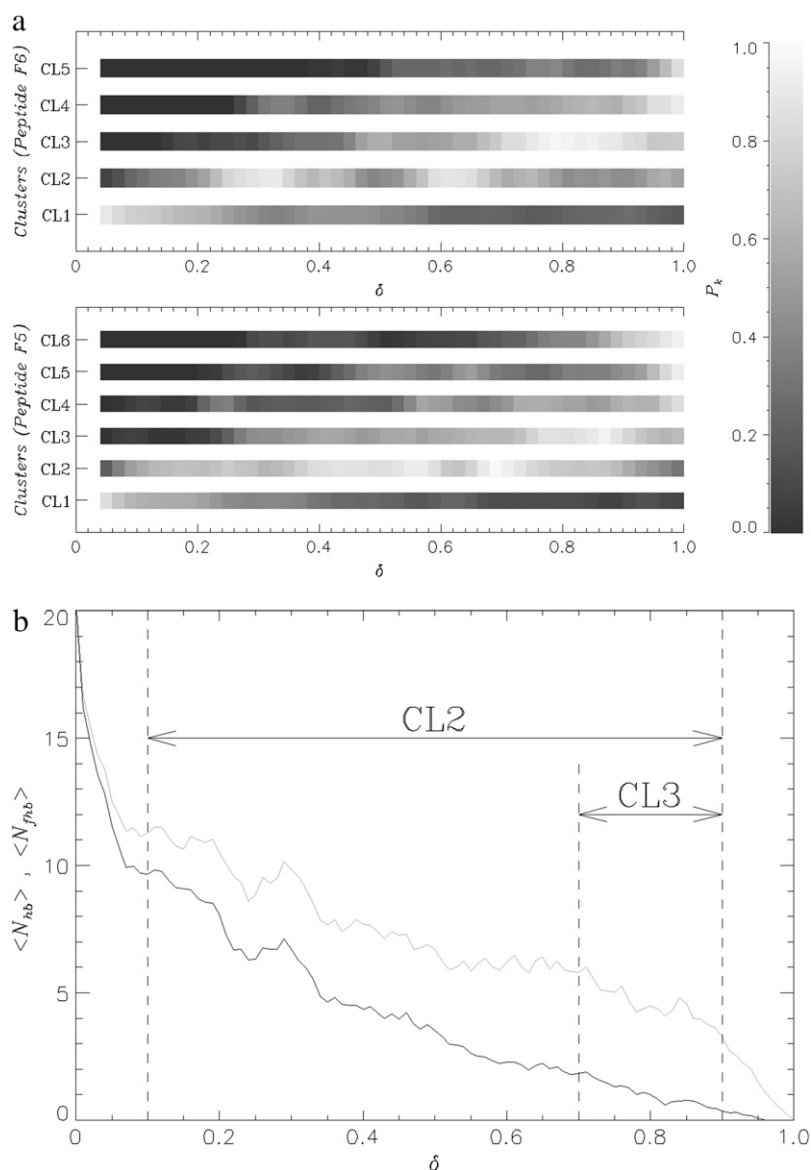 a
Clusters (Peptide F6)
CL5
CL4
CL3
CL2
CL1
0 0.2 0.4 0.6 0.8 1.0
δ
Clusters (Peptide F5)
CL6
CL5
CL4
CL3
CL2
CL1
0 0.2 0.4 0.6 0.8 1.0
δ
P_k
1.0
0.8
0.6
0.4
0.2
0.0
b
<N_hb> , <N_fhb>
20
15
10
5
0
CL2
CL3
0 0.2 0.4 0.6 0.8 1.0
δ